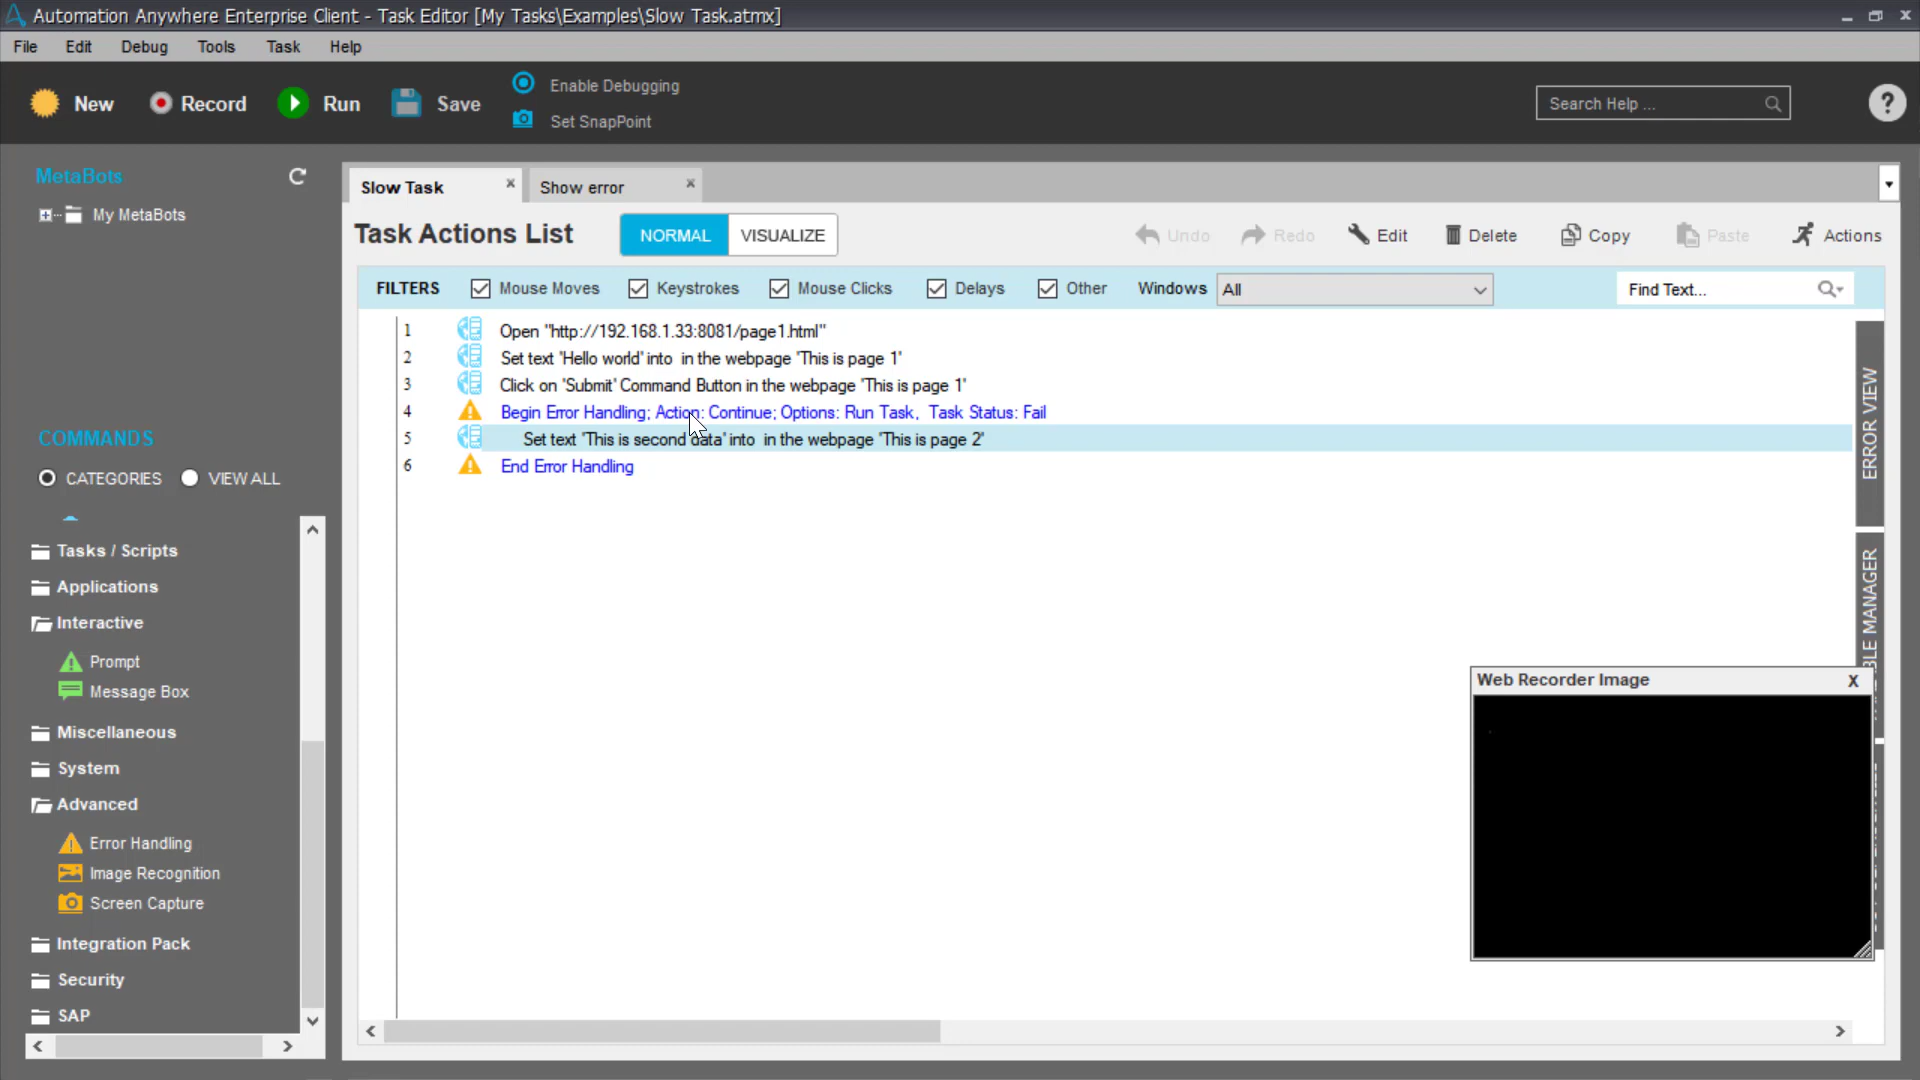 Automation Anywhere Enterprise Client - Task Editor [My Tasks\Examples\Slow Task.atmx]
File Edit Debug Tools Task Help
New Record Run Save
Enable Debugging
Set SnapPoint
Search Help ...
?
MetaBots
My MetaBots
Slow Task x Show error x
Task Actions List NORMAL VISUALIZE Undo Redo Edit Delete Copy Paste Actions
FILTERS Mouse Moves Keystrokes Mouse Clicks Delays Other Windows All Find Text...
1 Open "http://192.168.1.33:8081/page1.html"
2 Set text 'Hello world' into in the webpage 'This is page 1'
3 Click on 'Submit' Command Button in the webpage 'This is page 1'
4 Begin Error Handling; Action: Continue; Options: Run Task, Task Status: Fail
5 Set text 'This is second data' into in the webpage 'This is page 2'
6 End Error Handling
ERROR VIEW
MANAGER
COMMANDS
CATEGORIES VIEW ALL
Tasks / Scripts
Applications
Interactive
Prompt
Message Box
Miscellaneous
System
Advanced
Error Handling
Image Recognition
Screen Capture
Integration Pack
Security
SAP
Web Recorder Image X